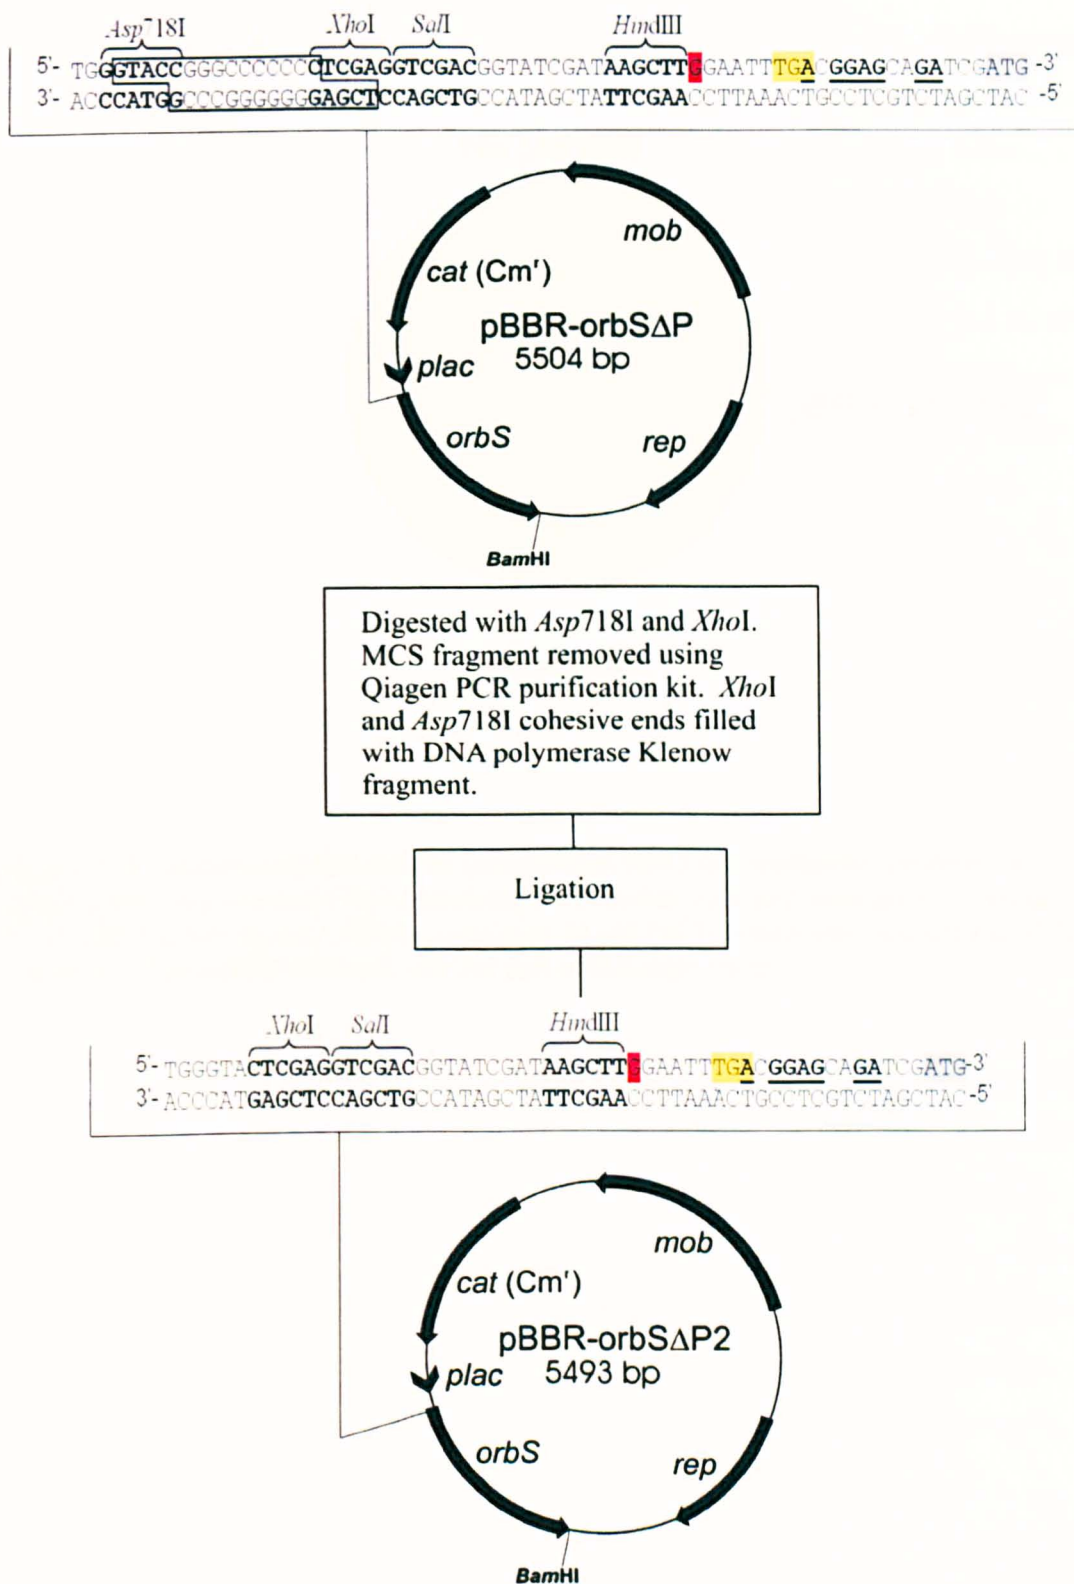 Asp718I XhoI SalI HindIII
5'- TGGGTACCGGGCCCCCCCTCGAGGTCGACGGTATCGATAAGCTTGGAATTTGACGGAGCAGATCGATG -3'
3'- ACCCATGGCCCGGGGGGGAGCTCCAGCTGCCATAGCTATTCGAACCTTAAACTGCCTCGTCTAGCTAC -5'
mob
cat (Cmʳ)
pBBR-orbSΔP
5504 bp
plac
orbS
rep
BamHI
Digested with Asp718I and XhoI.
MCS fragment removed using
Qiagen PCR purification kit. XhoI
and Asp718I cohesive ends filled
with DNA polymerase Klenow
fragment.
Ligation
XhoI SalI HindIII
5'- TGGGTACTCGAGGTCGACGGTATCGATAAGCTTGGAATTTGACGGAGCAGATCGATG-3'
3'- ACCCATGAGCTCCAGCTGCCATAGCTATTCGAACCTTAAACTGCCTCGTCTAGCTAC -5'
mob
cat (Cmʳ)
pBBR-orbSΔP2
5493 bp
plac
orbS
rep
BamHI